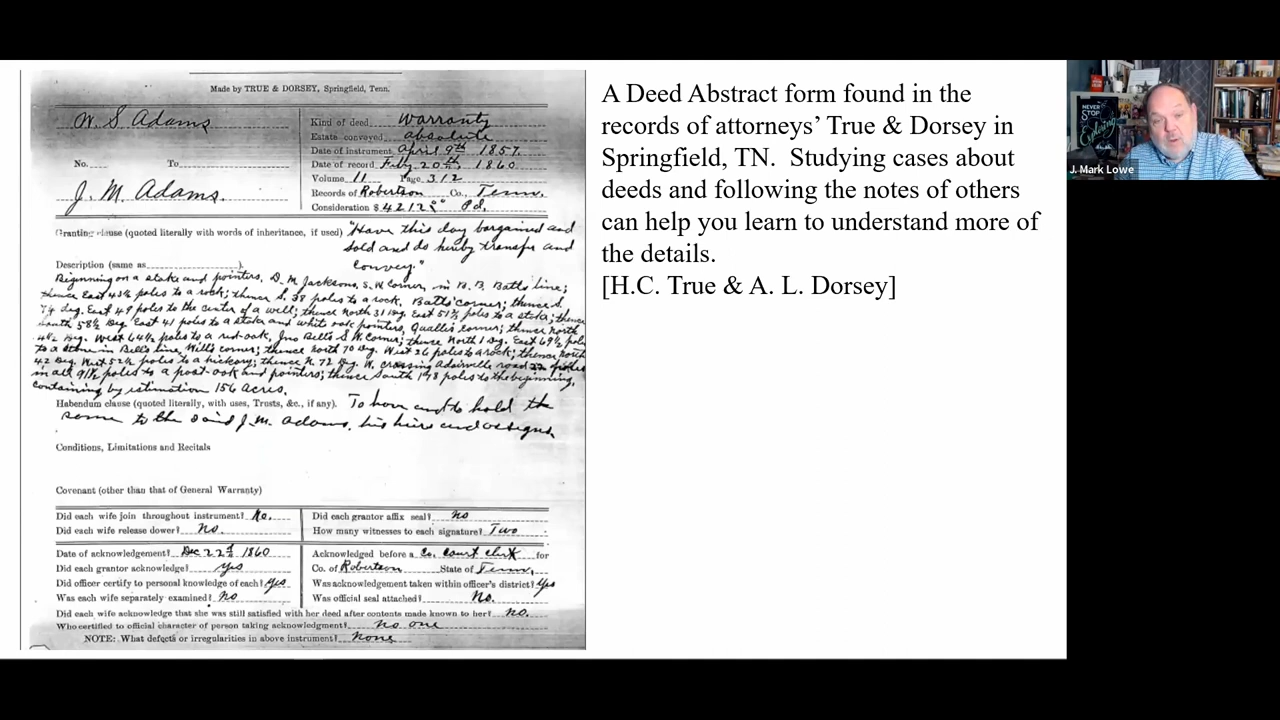 Made by TRUE & DORSEY, Springfield, Tenn.
W. S. Adams
No. To
J. M. Adams.
Kind of deed, Warranty
Estate conveyed, absolute
Date of instrument, April 9th 1857.
Date of record, 20th 1860
Volume 11 Page 312
Records of Robertson Co., Tenn.
Consideration $ Pd.
Granting clause (quoted literally with words of inheritance, if used) "Have this day bargained and
sold and do hereby transfer and
convey."
Description (same as ).
Beginning on a stake and pointers, D. M. Jacksons, S. W. Corner, in B. B. Batts line;
thence East 43½ poles to a rock; thence S. 38 poles to a rock, Batts' corner; thence S.
74 deg. East 49 poles to the center of a well; thence North 31 Deg. East 51½ poles to a stake; thence
South 58½ Deg East 41 poles to a stake and white oak pointers, Qualls corner; thence North
4½ Deg. West 64½ poles to a red-oak, Jno Bells S. W. Corner; thence North 1 Deg. East 69½ poles
to a stone in Bells line, Wills corner; thence North 70 Deg. West 26 poles to a rock; thence North
42 Deg. West 52½ poles to a hickory; thence N. 72 Deg. W. crossing Adairville road 22 poles
in all 91½ poles to a post-oak and pointers; thence South 178 poles to the beginning,
containing by estimation 156 Acres.
Habendum clause (quoted literally, with uses, Trusts, &c., if any). To have and to hold the
same to the said J. M. Adams, his heirs and assigns
Conditions, Limitations and Recitals
Covenant (other than that of General Warranty)
Did each wife join throughout instrument? No.
Did each wife release dower? No.
Did each grantor affix seal? No
How many witnesses to each signature? Two
Date of acknowledgement? Dec 22d 1860
Did each grantor acknowledge? yes
Did officer certify to personal knowledge of each? Yes
Was each wife separately examined? no
Acknowledged before a Co. Court Clerk for
Co. of Robertson State of Tenn,
Was acknowledgement taken within officer's district? Yes
Was official seal attached? No.
Did each wife acknowledge that she was still satisfied with her deed after contents made known to her? no.
Who certified to official character of person taking acknowledgment? no one
NOTE: What defects or irregularities in above instrument? none
A Deed Abstract form found in the
records of attorneys’ True & Dorsey in
Springfield, TN. Studying cases about
deeds and following the notes of others
can help you learn to understand more of
the details.
[H.C. True & A. L. Dorsey]
NEVER
STOP
Exploring
J. Mark Lowe